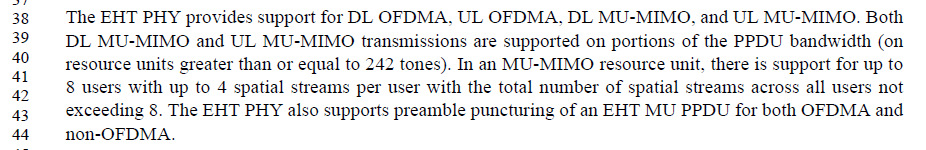 38 The EHT PHY provides support for DL OFDMA, UL OFDMA, DL MU-MIMO, and UL MU-MIMO. Both
39 DL MU-MIMO and UL MU-MIMO transmissions are supported on portions of the PPDU bandwidth (on
40 resource units greater than or equal to 242 tones). In an MU-MIMO resource unit, there is support for up to
41 8 users with up to 4 spatial streams per user with the total number of spatial streams across all users not
42
43 exceeding 8. The EHT PHY also supports preamble puncturing of an EHT MU PPDU for both OFDMA and
44 non-OFDMA.